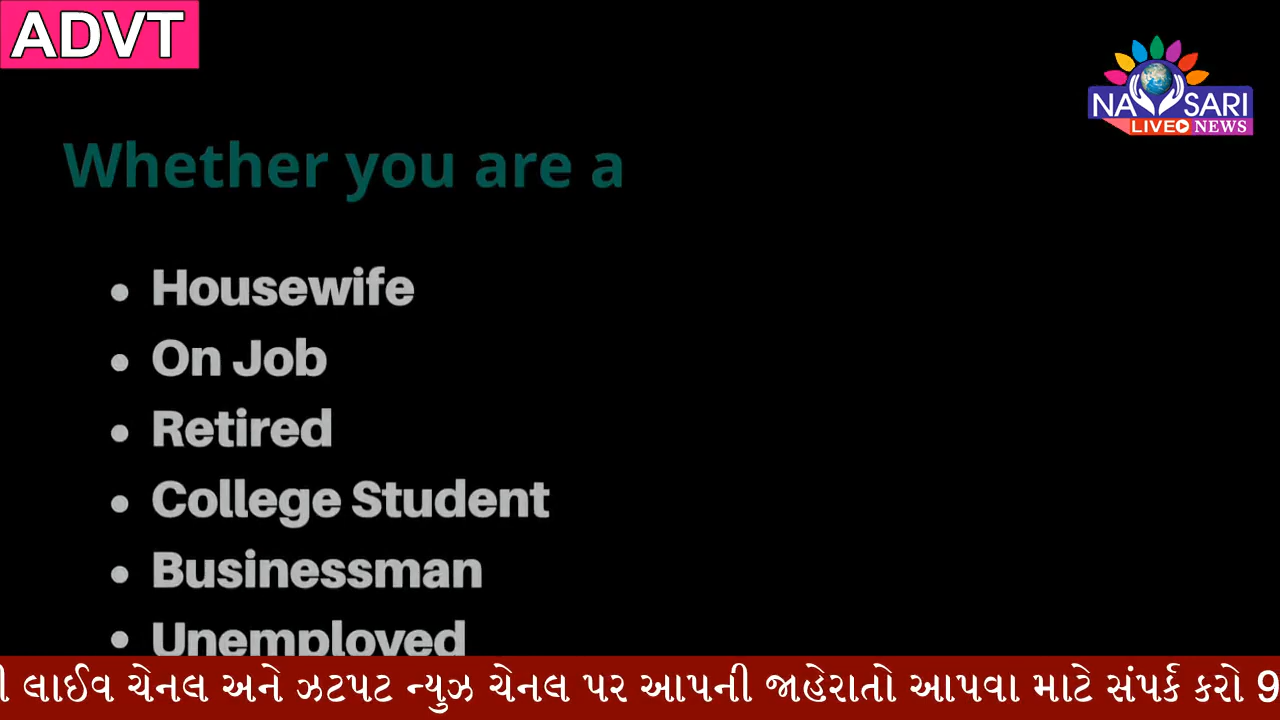 ADVT
NAVSARI
LIVE NEWS
Whether you are a
• Housewife
• On Job
• Retired
• College Student
• Businessman
• Unemployed
લાઈવ ચેનલ અને ઝટપટ ન્યુઝ ચેનલ પર આપની જાહેરાતો આપવા માટે સંપર્ક કરો 9